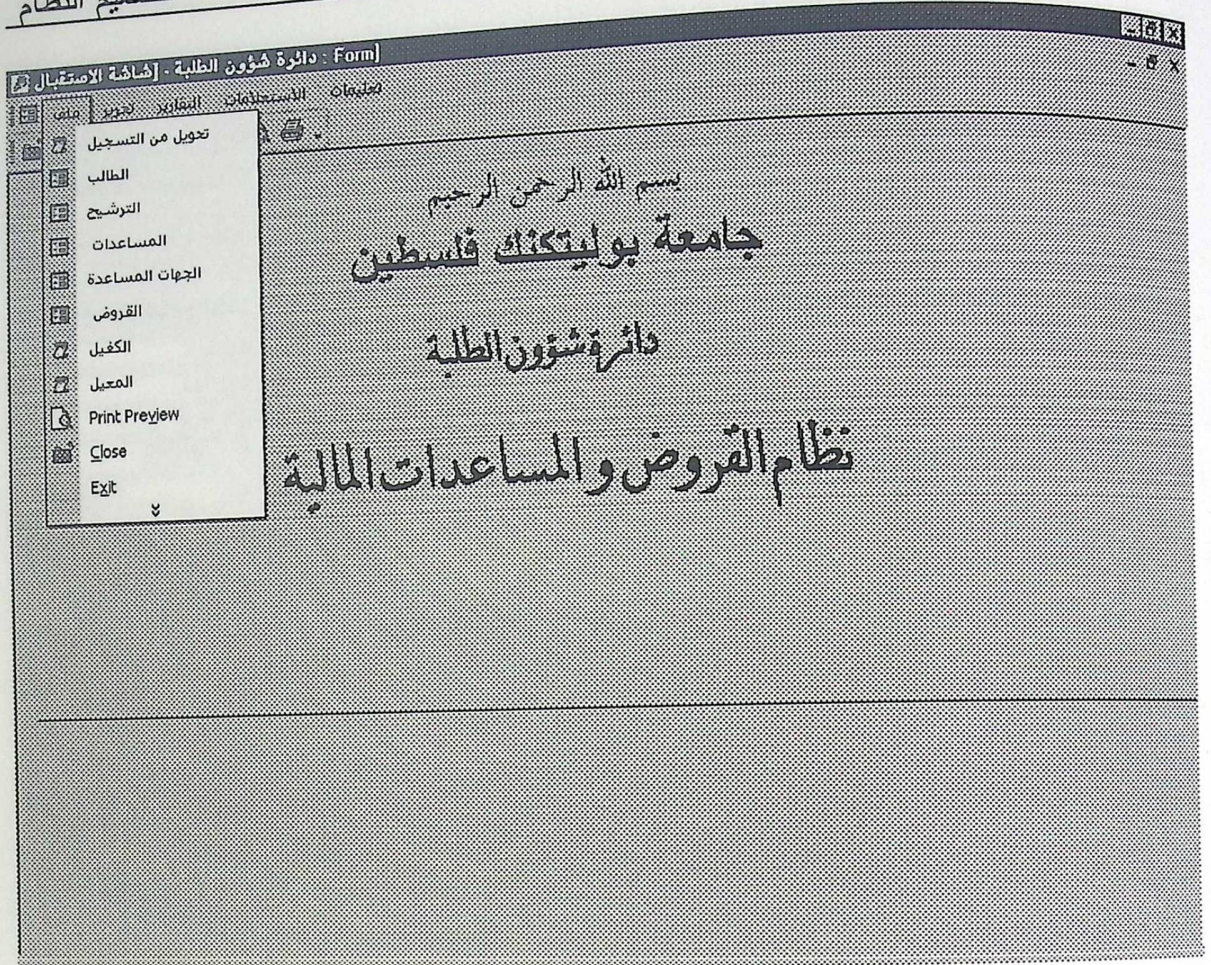 النظام
دائرة شؤون الطلبة - [شاشة الاستقبال : Form]
ملف تحرير التقارير الاستعلامات تعليمات
تحويل من التسجيل
الطالب
الترشيح
المساعدات
الجهات المساعدة
القروض
الكفيل
المعيل
Print Preview
Close
Exit
بسم الله الرحمن الرحيم
جامعة بوليتكنك فلسطين
دائرة شؤون الطلبة
نظام القروض و المساعدات المالية